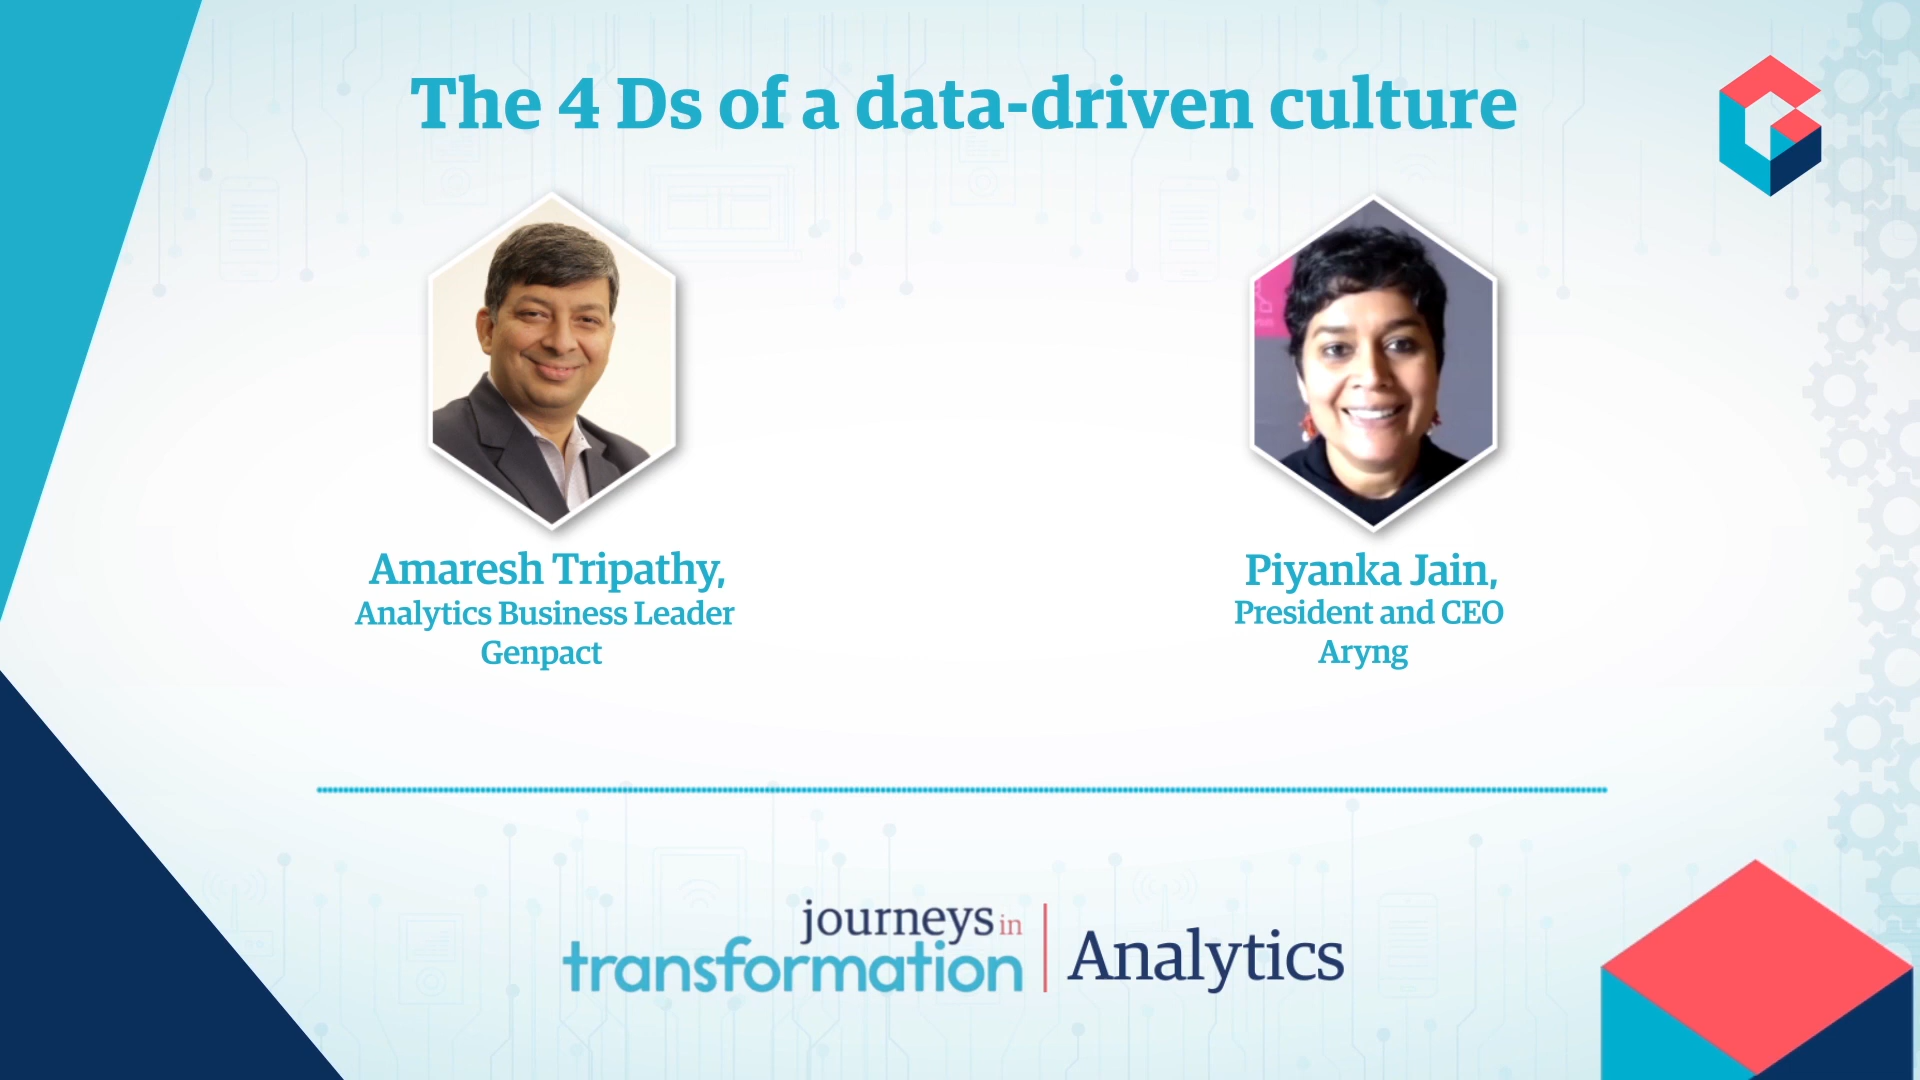 The 4 Ds of a data-driven culture
Amaresh Tripathy,
Analytics Business Leader
Genpact
Piyanka Jain,
President and CEO
Aryng
journeys in
transformation
Analytics